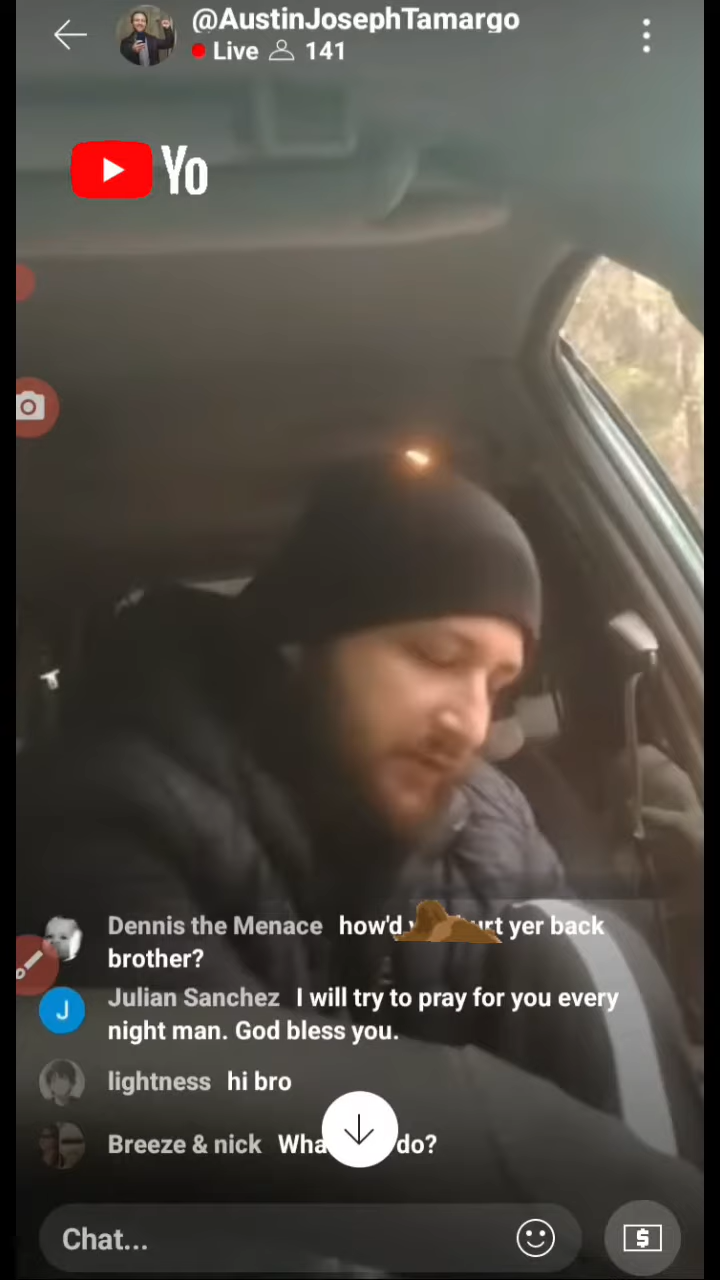 @AustinJosephTamargo
Live 141
Yo
Dennis the Menace how'd yer back
brother?
J
Julian Sanchez I will try to pray for you every
night man. God bless you.
lightness hi bro
Breeze & nick do?
Chat...
$